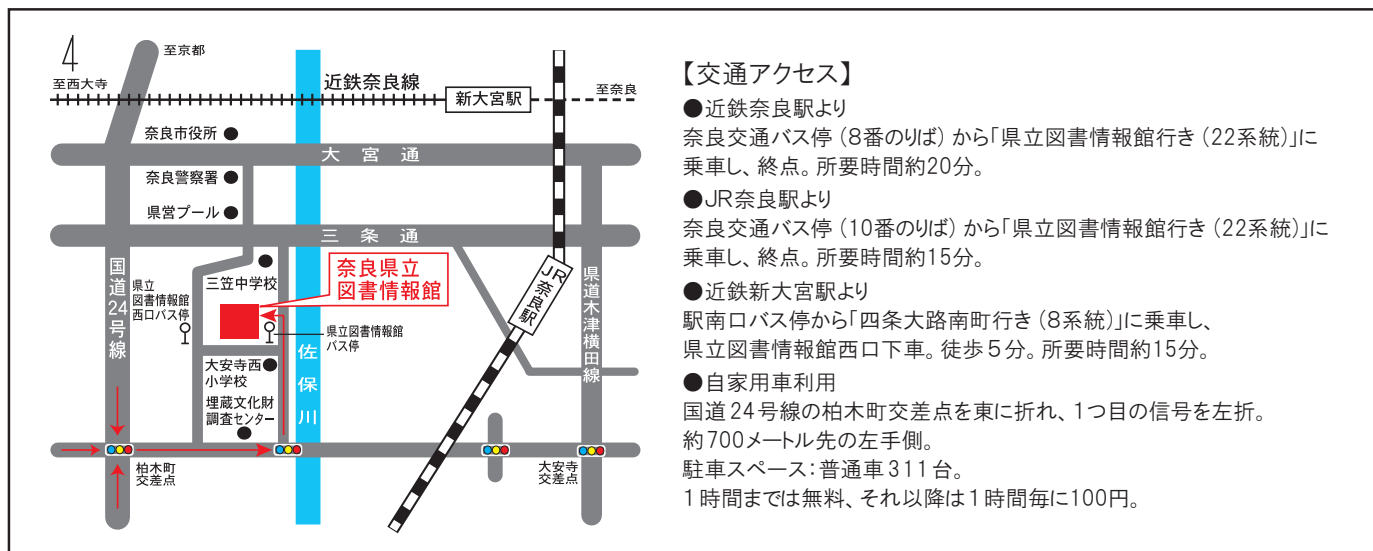 4
至京都
至西大寺
近鉄奈良線
新大宮駅
至奈良
奈良市役所
大宮通
奈良警察署
県営プール
三条通
国道24号線
三笠中学校
奈良県立
図書情報館
県立
図書情報館
西口バス停
県立図書情報館
バス停
佐保川
JR奈良駅
県道木津横田線
大安寺西
小学校
埋蔵文化財
調査センター
柏木町
交差点
大安寺
交差点
【交通アクセス】
●近鉄奈良駅より
奈良交通バス停(8番のりば)から「県立図書情報館行き(22系統)」に
乗車し、終点。所要時間約20分。
●JR奈良駅より
奈良交通バス停(10番のりば)から「県立図書情報館行き(22系統)」に
乗車し、終点。所要時間約15分。
●近鉄新大宮駅より
駅南口バス停から「四条大路南町行き(8系統)」に乗車し、
県立図書情報館西口下車。徒歩5分。所要時間約15分。
●自家用車利用
国道24号線の柏木町交差点を東に折れ、1つ目の信号を左折。
約700メートル先の左手側。
駐車スペース:普通車311台。
1時間までは無料、それ以降は1時間毎に100円。